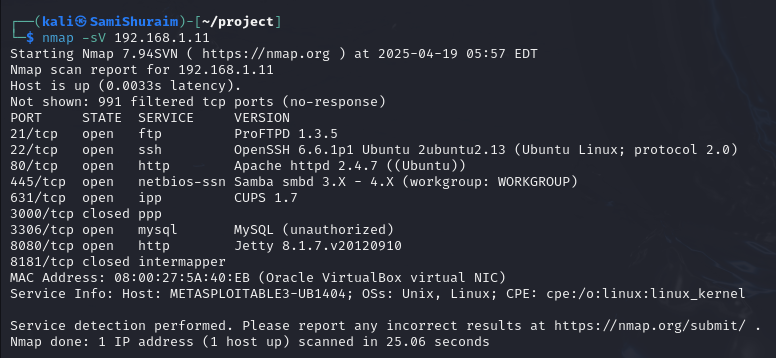 ┌──(kali㉿SamiShuraim)-[~/project]
└─$ nmap -sV 192.168.1.11
Starting Nmap 7.94SVN ( https://nmap.org ) at 2025-04-19 05:57 EDT
Nmap scan report for 192.168.1.11
Host is up (0.0033s latency).
Not shown: 991 filtered tcp ports (no-response)
PORT     STATE  SERVICE     VERSION
21/tcp   open   ftp         ProFTPD 1.3.5
22/tcp   open   ssh         OpenSSH 6.6.1p1 Ubuntu 2ubuntu2.13 (Ubuntu Linux; protocol 2.0)
80/tcp   open   http        Apache httpd 2.4.7 ((Ubuntu))
445/tcp  open   netbios-ssn Samba smbd 3.X - 4.X (workgroup: WORKGROUP)
631/tcp  open   ipp         CUPS 1.7
3000/tcp closed ppp
3306/tcp open   mysql       MySQL (unauthorized)
8080/tcp open   http        Jetty 8.1.7.v20120910
8181/tcp closed intermapper
MAC Address: 08:00:27:5A:40:EB (Oracle VirtualBox virtual NIC)
Service Info: Host: METASPLOITABLE3-UB1404; OSs: Unix, Linux; CPE: cpe:/o:linux:linux_kernel

Service detection performed. Please report any incorrect results at https://nmap.org/submit/ .
Nmap done: 1 IP address (1 host up) scanned in 25.06 seconds